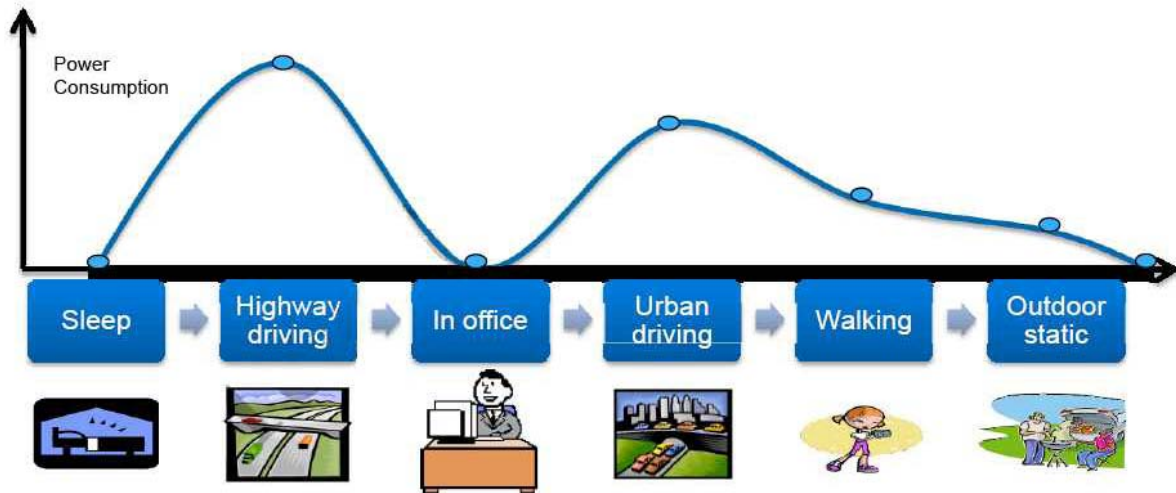 Power
Consumption
Sleep
Highway
driving
In office
Urban
driving
Walking
Outdoor
static